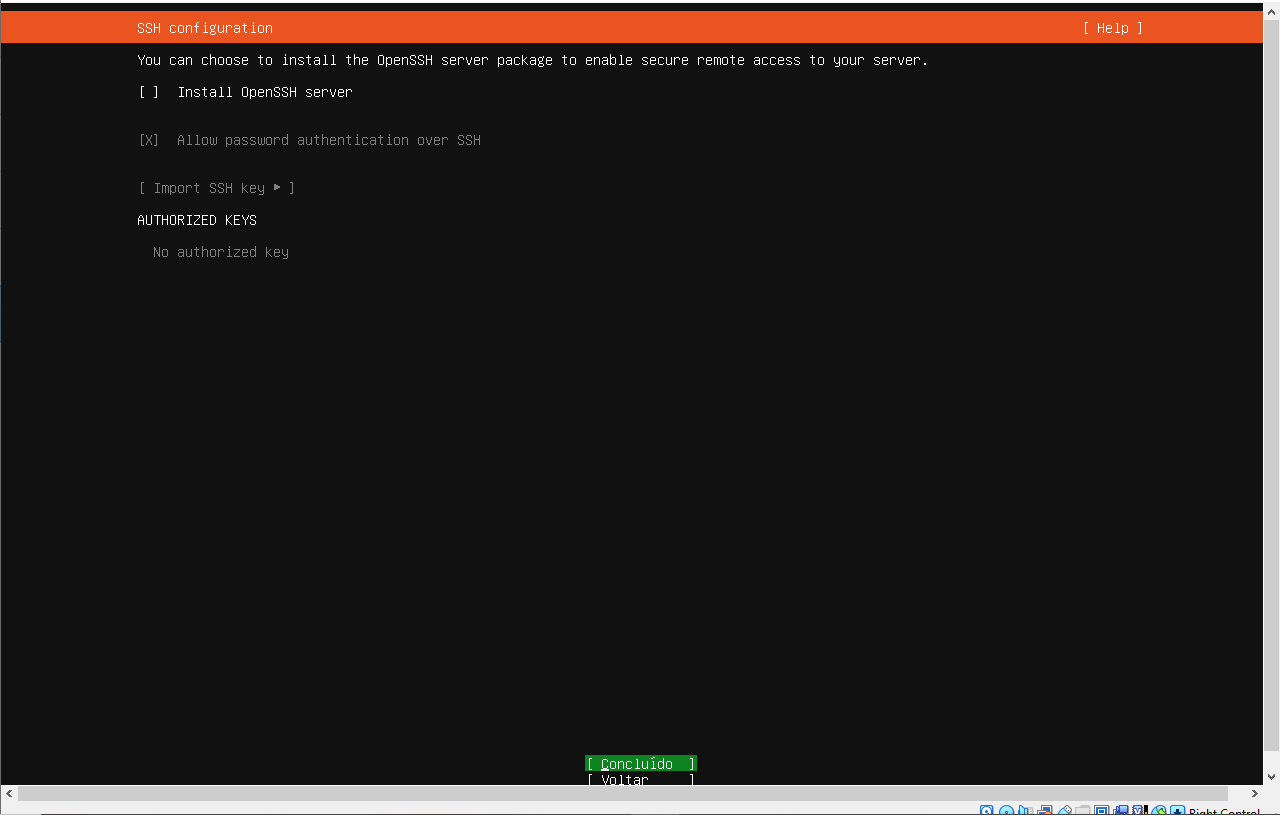 SSH configuration [ Help ]
You can choose to install the OpenSSH server package to enable secure remote access to your server.
[ ] Install OpenSSH server
[X] Allow password authentication over SSH
[ Import SSH key ▸ ]
AUTHORIZED KEYS
No authorized key
[ Concluído ]
[ Voltar ]
Right Control